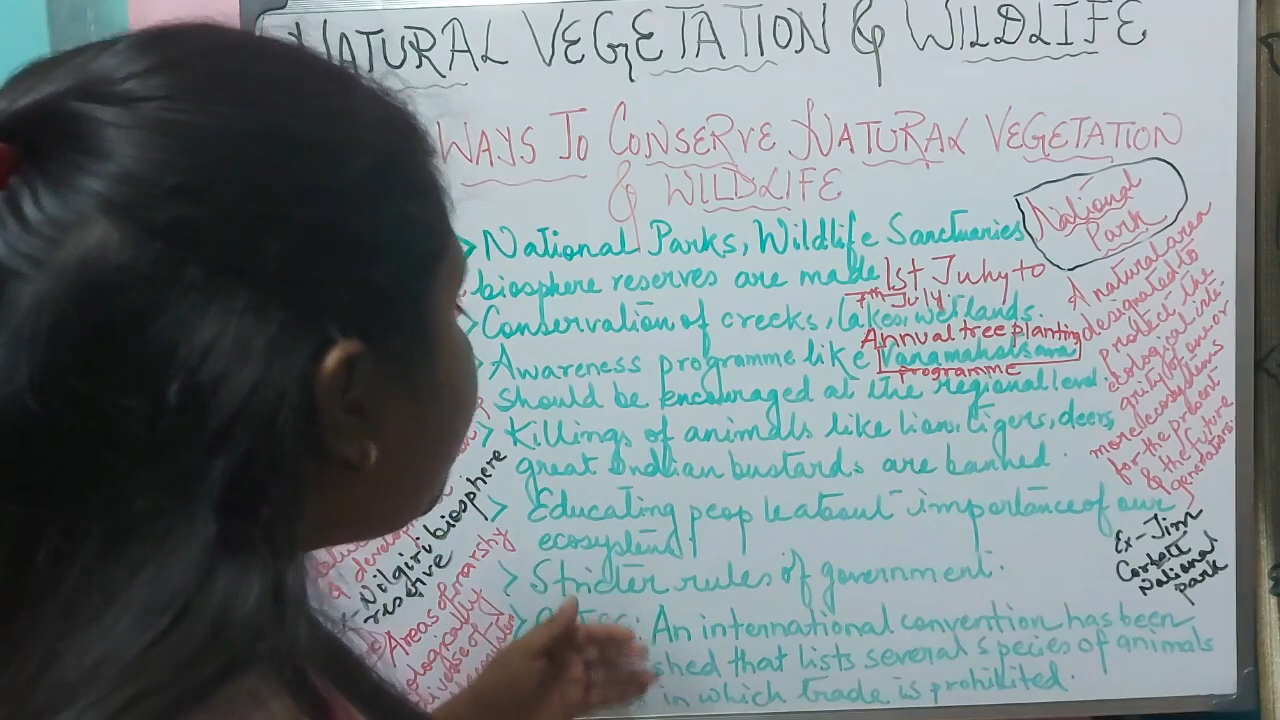 NATURAL VEGETATION & WILDLIFE
WAYS TO CONSERVE NATURAL VEGETATION
& WILDLIFE
> National Parks, Wildlife Sanctuaries
biosphere reserves are made
> Conservation of creeks, lakes, wetlands.
1st July to
7th July.
> Awareness programme like Vanamahotsava
Annual tree planting
programme
should be encouraged at the regional level.
> Killings of animals like lion, tigers, deers,
great Indian bustards are banned.
> Educating people about importance of our
ecosystems
> Stricter rules of government.
> : An international convention has been
shed that lists several species of animals
in which trade is prohibited.
National
Park
A natural area
designated to
protect the
ecological inte-
grity of one or
more ecosystems
for the present
& the future
generations.
Ex-Jim
Corbett
National
park
Nilgiri biosphere
reserve
Areas of marshy